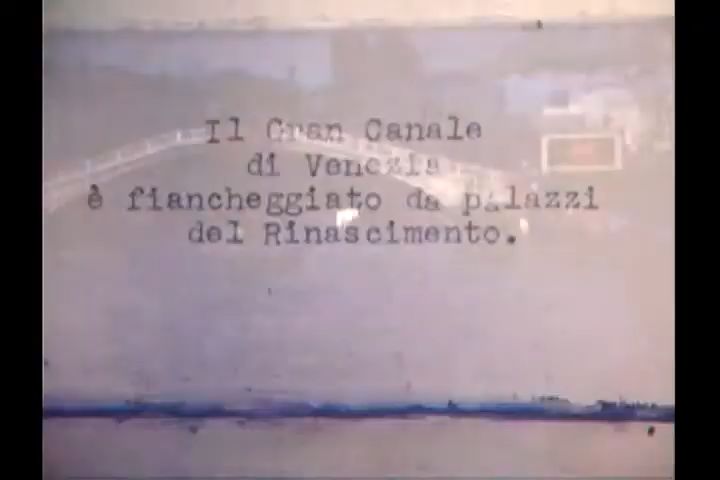 Il Gran Canale
di Venezia
è fiancheggiato da palazzi
del Rinascimento.